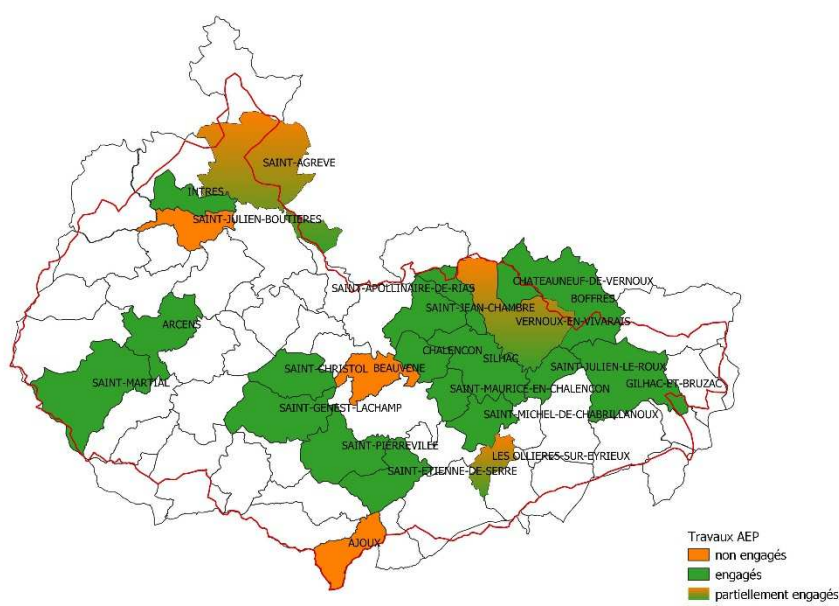 SAINT-AGREVE
INTRES
SAINT-JULIEN-BOUTIERES
CHATEAUNEUF-DE-VERNOUX
SAINT-APOLLINAIRE-DE-RIAS
BOFFRES
SAINT-JEAN-CHAMBRE
VERNOUX-EN-VIVARAIS
ARCENS
CHALENCON
SILHAC
SAINT-CHRISTOL
BEAUVENE
SAINT-JULIEN-LE-ROUX
SAINT-MARTIAL
SAINT-MAURICE-EN-CHALENCON
GILHAC-ET-BRUZAC
SAINT-GENEST-LACHAMP
SAINT-MICHEL-DE-CHABRILLANOUX
SAINT-PIERREVILLE
LES OLLIERES-SUR-EYRIEUX
SAINT-ETIENNE-DE-SERRE
AJOUX
Travaux AEP
non engagés
engagés
partiellement engagés